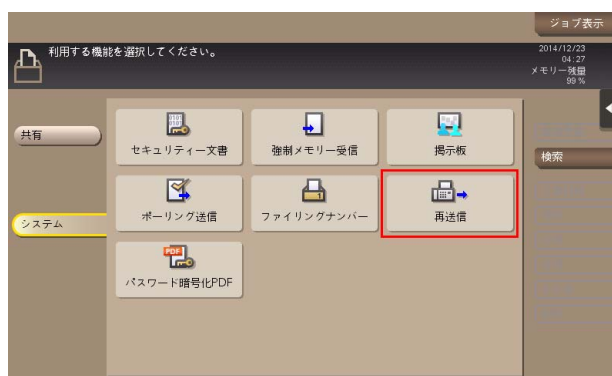 ジョブ表示
利用する機能を選択してください。
2014/12/23
04:27
メモリー残量
99 %
共有
セキュリティー文書
強制メモリー受信
掲示板
検索
ポーリング送信
ファイリングナンバー
再送信
システム
PDF
パスワード暗号化PDF